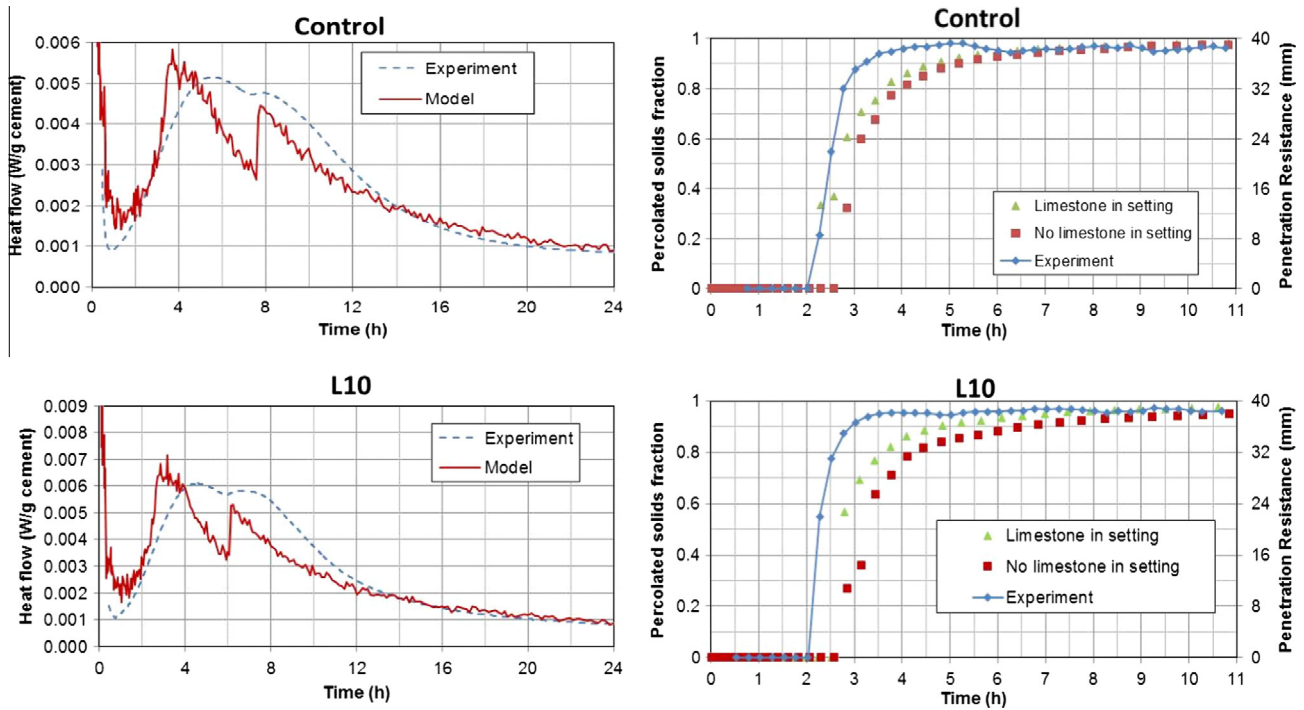 Control
Heat flow (W/g cement)
0.006
0.005
0.004
0.003
0.002
0.001
0.000
Experiment
Model
0 4 8 12 16 20 24
Time (h)
Control
Percolated solids fraction
1
0.8
0.6
0.4
0.2
0
Limestone in setting
No limestone in setting
Experiment
40
32
24
16
8
0
Penetration Resistance (mm)
0 1 2 3 4 5 6 7 8 9 10 11
Time (h)
L10
Heat flow (W/g cement)
0.009
0.008
0.007
0.006
0.005
0.004
0.003
0.002
0.001
0.000
Experiment
Model
0 4 8 12 16 20 24
Time (h)
L10
Percolated solids fraction
1
0.8
0.6
0.4
0.2
0
Limestone in setting
No limestone in setting
Experiment
40
32
24
16
8
0
Penetration Resistance (mm)
0 1 2 3 4 5 6 7 8 9 10 11
Time (h)